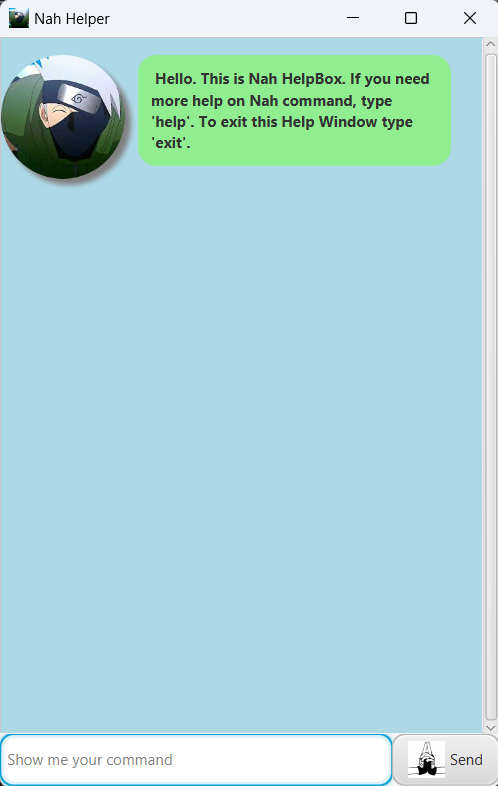 Nah Helper
Hello. This is Nah HelpBox. If you need
more help on Nah command, type
'help'. To exit this Help Window type
'exit'.
Show me your command
Send